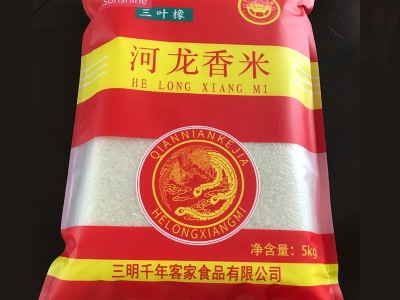 Sunshine
三叶橡
河龙香米
HE LONG XIANG MI
QIANNIANKEJIA
HELONGXIANGMI
净含量：5kg
三明千年客家食品有限公司